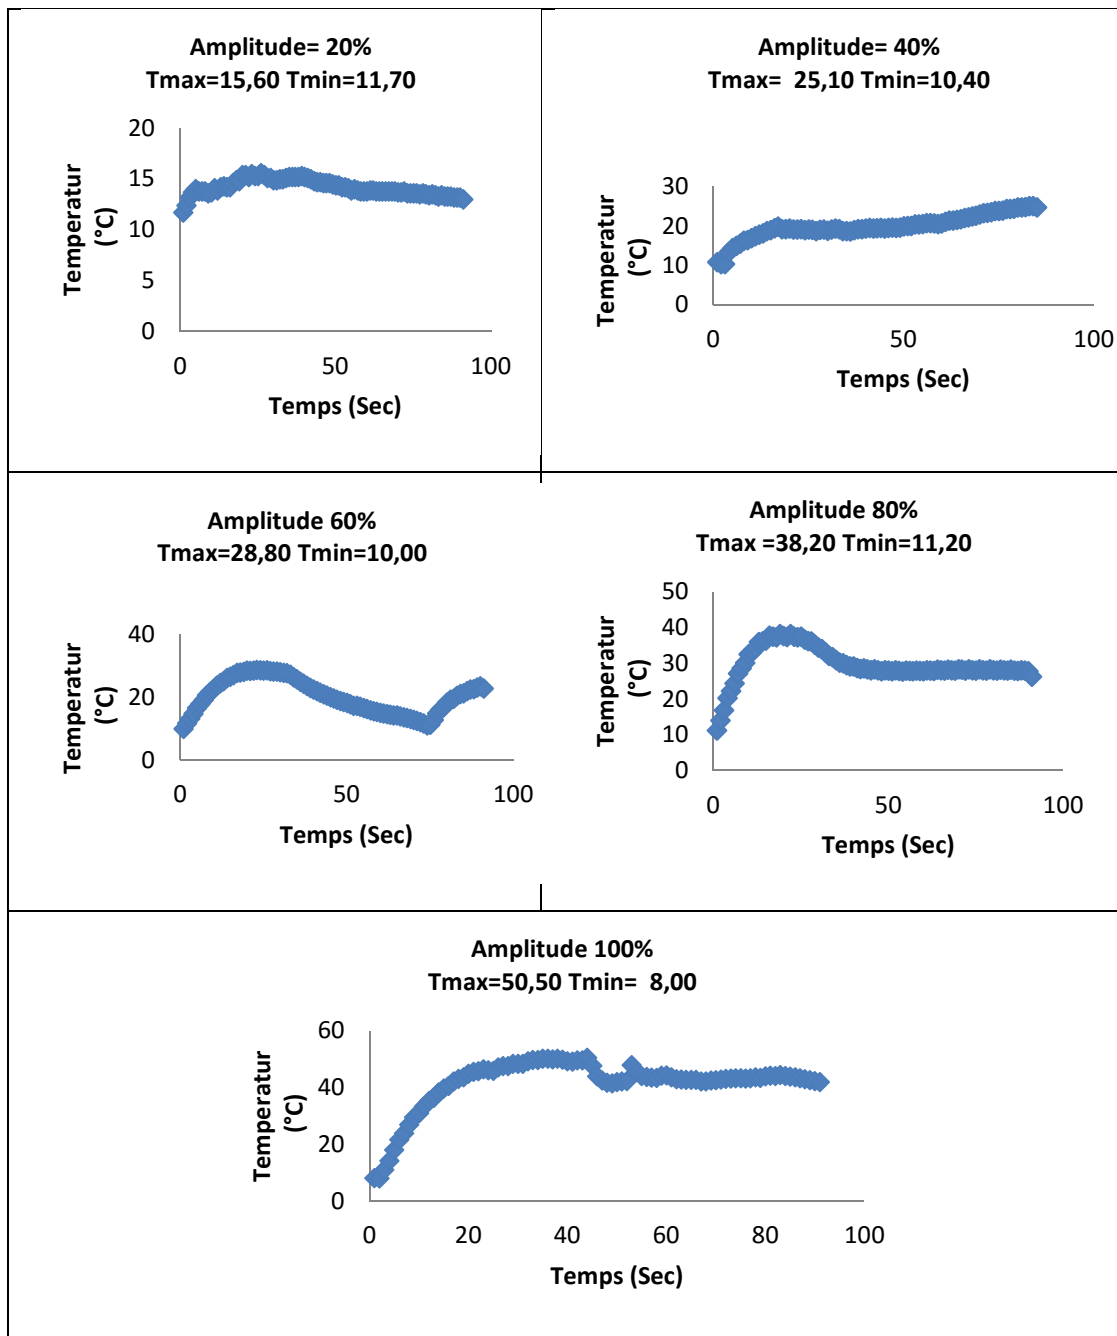 Amplitude= 20%
Tmax=15,60 Tmin=11,70
20
15
10
5
0
0 50 100
Temperatur
(°C)
Temps (Sec)
Amplitude= 40%
Tmax=  25,10 Tmin=10,40
30
20
10
0
0 50 100
Temperatur
(°C)
Temps (Sec)
Amplitude 60%
Tmax=28,80 Tmin=10,00
40
20
0
0 50 100
Temperatur
(°C)
Temps (Sec)
Amplitude 80%
Tmax =38,20 Tmin=11,20
50
40
30
20
10
0
0 50 100
Temperatur
(°C)
Temps (Sec)
Amplitude 100%
Tmax=50,50 Tmin=  8,00
60
40
20
0
0 20 40 60 80 100
Temperatur
(°C)
Temps (Sec)